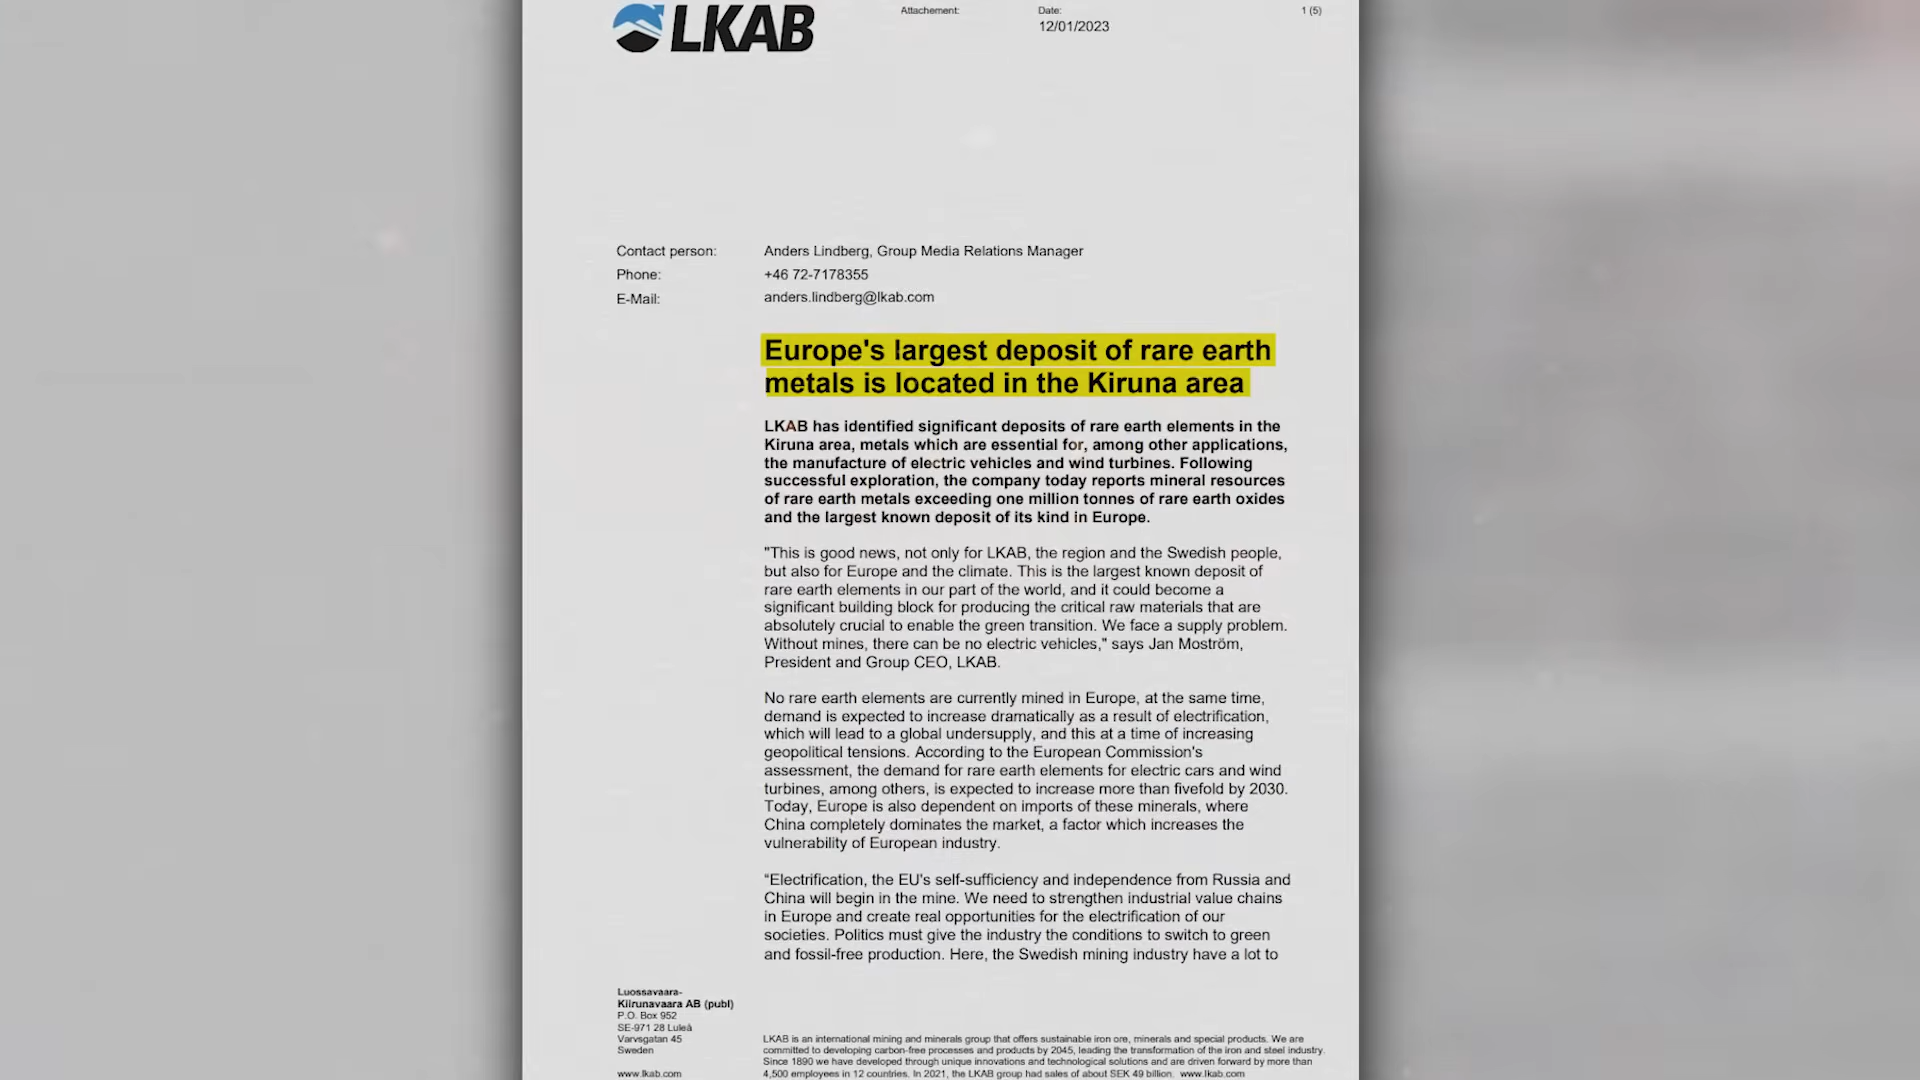 LKAB
Attachement:
Date:
1 (5)
12/01/2023
Contact person:
Anders Lindberg, Group Media Relations Manager
Phone:
+46 72-7178355
E-Mail:
anders.lindberg@lkab.com
Europe's largest deposit of rare earth
metals is located in the Kiruna area
LKAB has identified significant deposits of rare earth elements in the
Kiruna area, metals which are essential for, among other applications,
the manufacture of electric vehicles and wind turbines. Following
successful exploration, the company today reports mineral resources
of rare earth metals exceeding one million tonnes of rare earth oxides
and the largest known deposit of its kind in Europe.
"This is good news, not only for LKAB, the region and the Swedish people,
but also for Europe and the climate. This is the largest known deposit of
rare earth elements in our part of the world, and it could become a
significant building block for producing the critical raw materials that are
absolutely crucial to enable the green transition. We face a supply problem.
Without mines, there can be no electric vehicles," says Jan Moström,
President and Group CEO, LKAB.
No rare earth elements are currently mined in Europe, at the same time,
demand is expected to increase dramatically as a result of electrification,
which will lead to a global undersupply, and this at a time of increasing
geopolitical tensions. According to the European Commission's
assessment, the demand for rare earth elements for electric cars and wind
turbines, among others, is expected to increase more than fivefold by 2030.
Today, Europe is also dependent on imports of these minerals, where
China completely dominates the market, a factor which increases the
vulnerability of European industry.
"Electrification, the EU's self-sufficiency and independence from Russia and
China will begin in the mine. We need to strengthen industrial value chains
in Europe and create real opportunities for the electrification of our
societies. Politics must give the industry the conditions to switch to green
and fossil-free production. Here, the Swedish mining industry have a lot to
Luossavaara-
Kiirunavaara AB (publ)
P.O. Box 952
SE-971 28 Luleå
Varvsgatan 45
Sweden
www.lkab.com
LKAB is an international mining and minerals group that offers sustainable iron ore, minerals and special products. We are
committed to developing carbon-free processes and products by 2045, leading the transformation of the iron and steel industry.
Since 1890 we have developed through unique innovations and technological solutions and are driven forward by more than
4,500 employees in 12 countries. In 2021, the LKAB group had sales of about SEK 49 billion. www.lkab.com